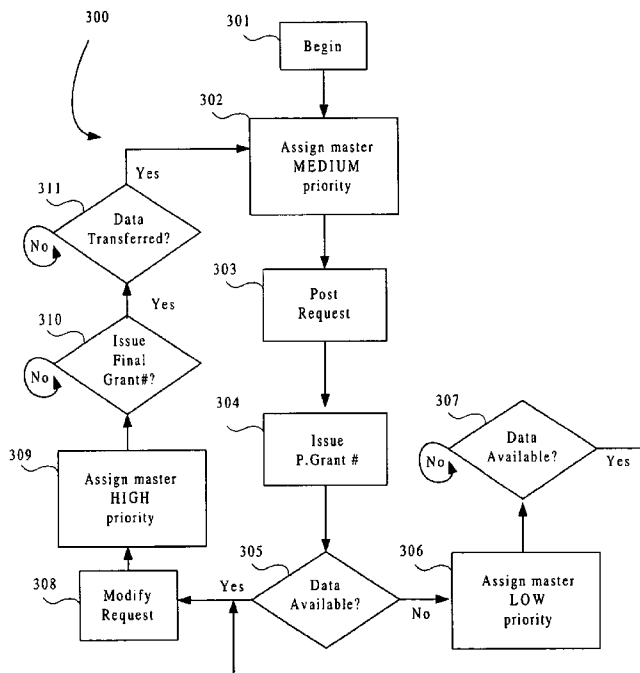 300
301
Begin
302
Assign master
MEDIUM
priority
Yes
311
Data
Transferred?
No
303
Post
Request
Yes
310
Issue
Final
Grant#?
No
304
Issue
P.Grant #
307
Data
Available?
No
Yes
309
Assign master
HIGH
priority
305
Data
Available?
Yes
No
306
Assign master
LOW
priority
308
Modify
Request